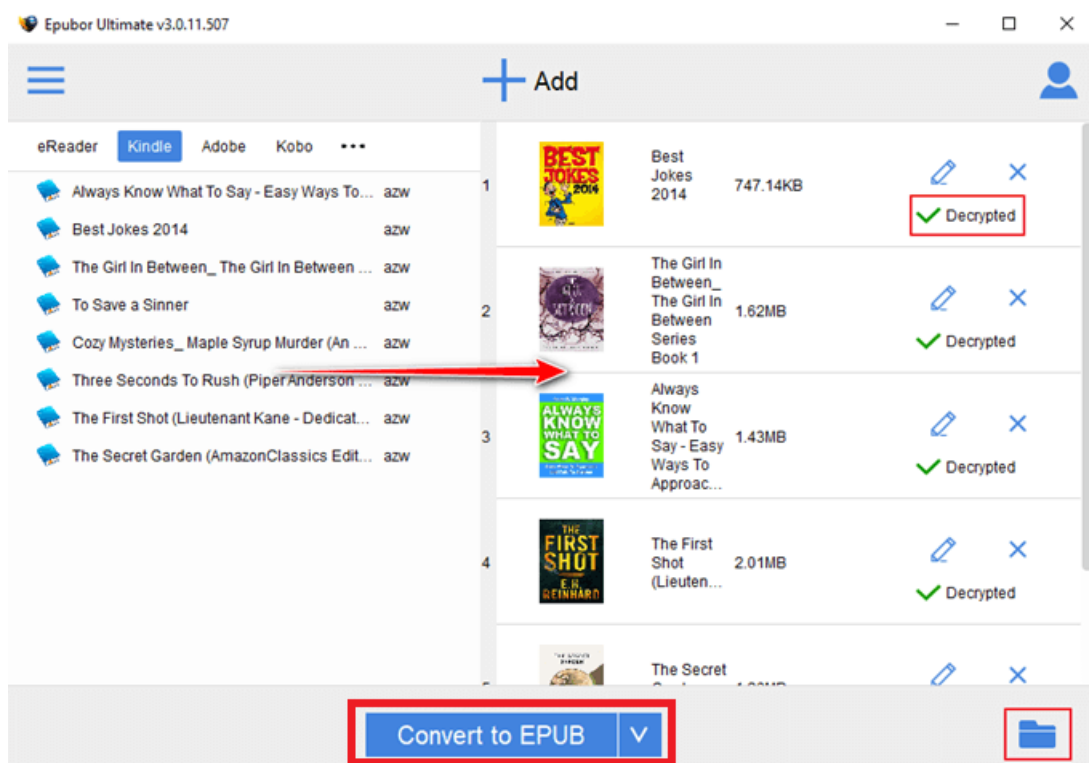 Epubor Ultimate v3.0.11.507
Add
eReader Kindle Adobe Kobo •••
Always Know What To Say - Easy Ways To... azw
Best Jokes 2014 azw
The Girl In Between_ The Girl In Between ... azw
To Save a Sinner azw
Cozy Mysteries_ Maple Syrup Murder (An ... azw
Three Seconds To Rush (Piper Anderson ... azw
The First Shot (Lieutenant Kane - Dedicat... azw
The Secret Garden (AmazonClassics Edit... azw
1
BEST
JOKES
2014
Best
Jokes
2014
747.14KB
Decrypted
2
The Girl In
Between_
The Girl In
Between
Series
Book 1
1.62MB
Decrypted
3
ALWAYS
KNOW
WHAT TO
SAY
Always
Know
What To
Say - Easy
Ways To
Approac...
1.43MB
Decrypted
4
THE
FIRST
SHOT
E.H.
REINHARD
The First
Shot
(Lieuten...
2.01MB
Decrypted
The Secret
Convert to EPUB